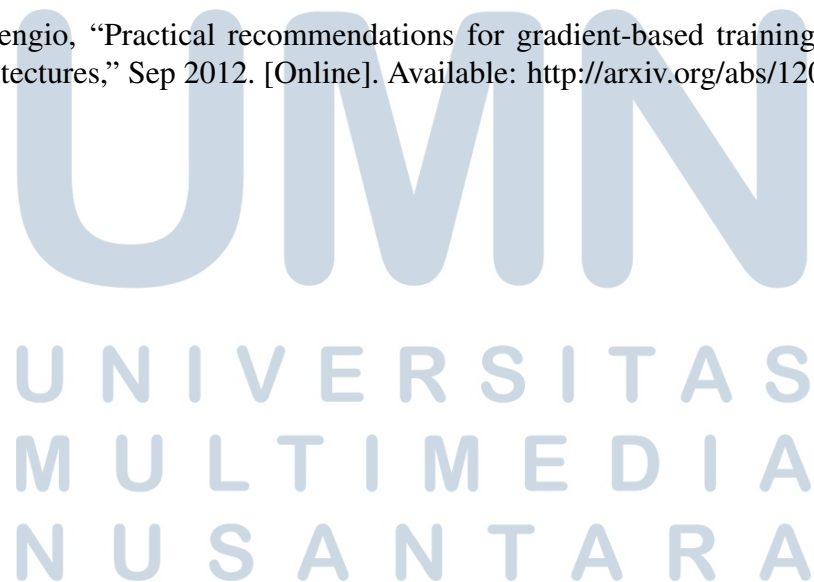 engio, “Practical recommendations for gradient-based training
tectures,” Sep 2012. [Online]. Available: http://arxiv.org/abs/120
UMN
UNIVERSITAS
MULTIMEDIA
NUSANTARA